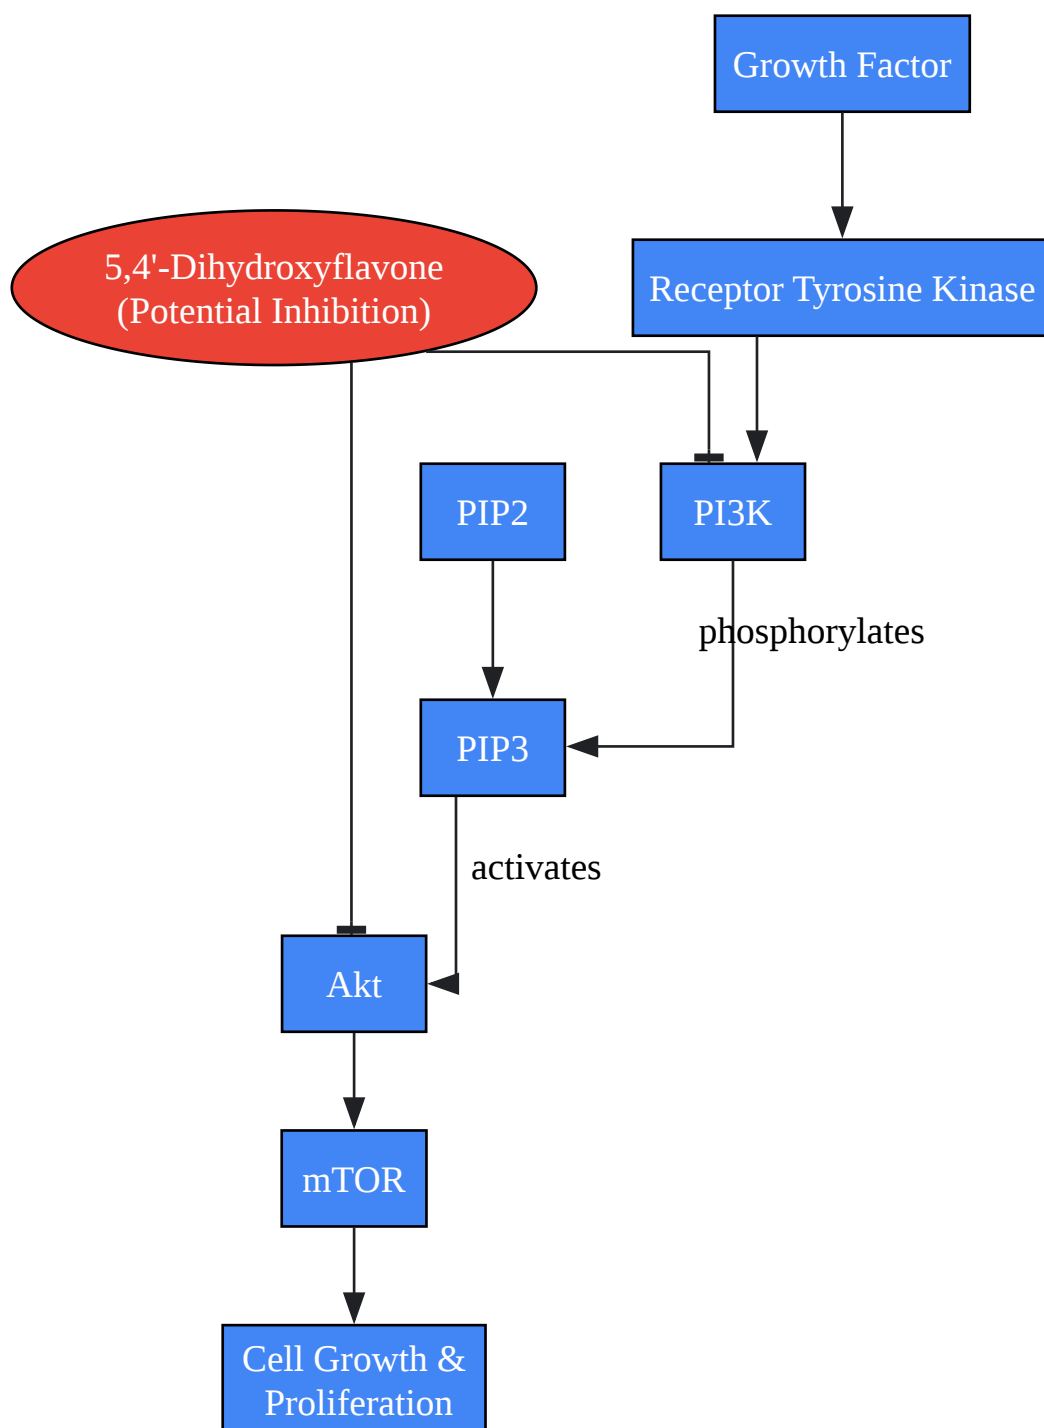 Growth Factor
5,4'-Dihydroxyflavone
(Potential Inhibition)
Receptor Tyrosine Kinase
PIP2
PI3K
phosphorylates
PIP3
activates
Akt
mTOR
Cell Growth &
Proliferation